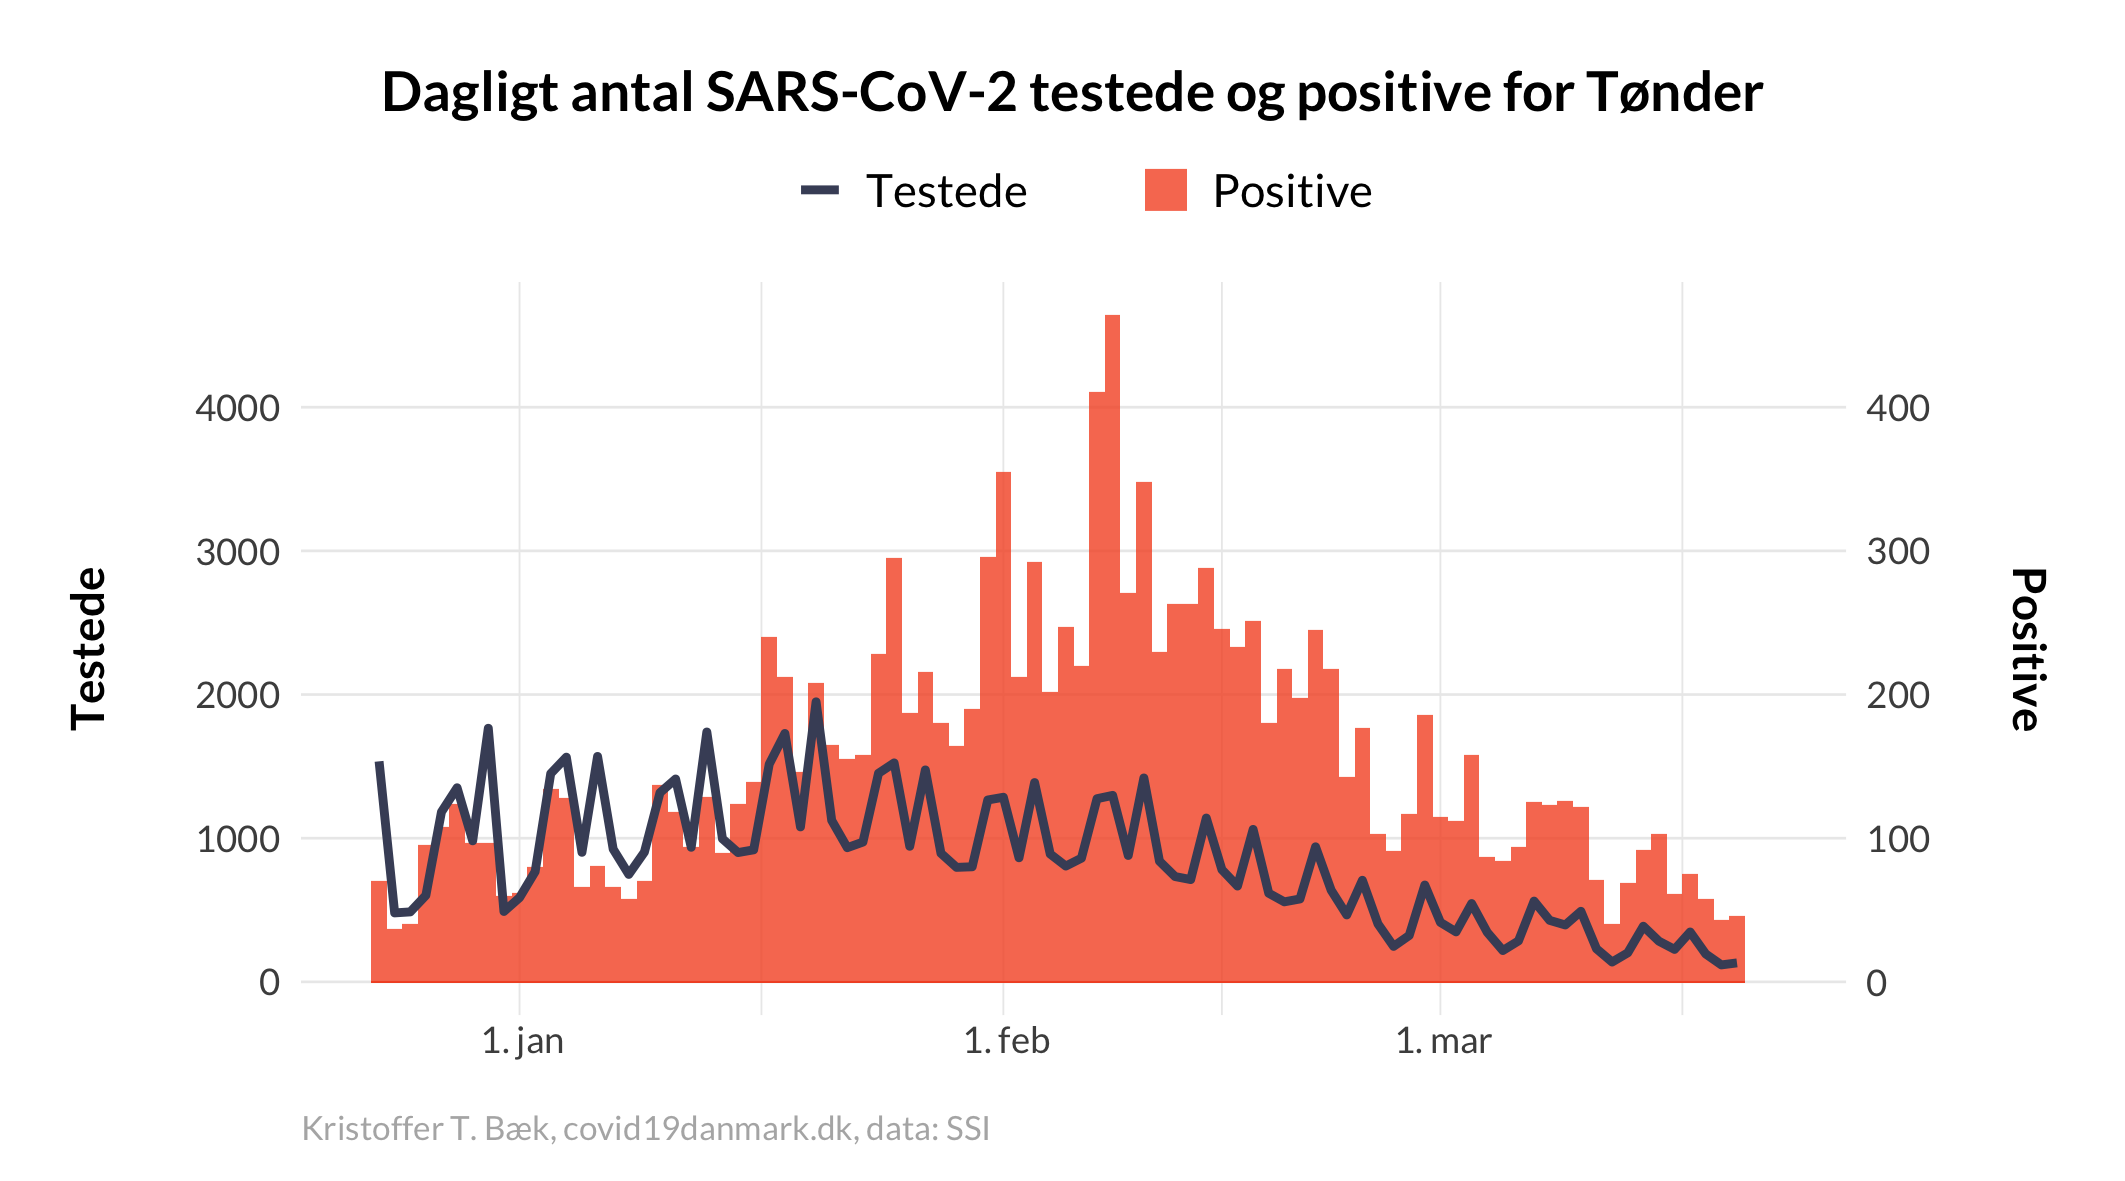 Dagligt antal SARS-CoV-2 testede og positive for Tønder
Testede
Positive
Testede
4000
3000
2000
1000
0
400
300
200
100
0
Positive
1. jan
1. feb
1. mar
Kristoffer T. Bæk, covid19danmark.dk, data: SSI